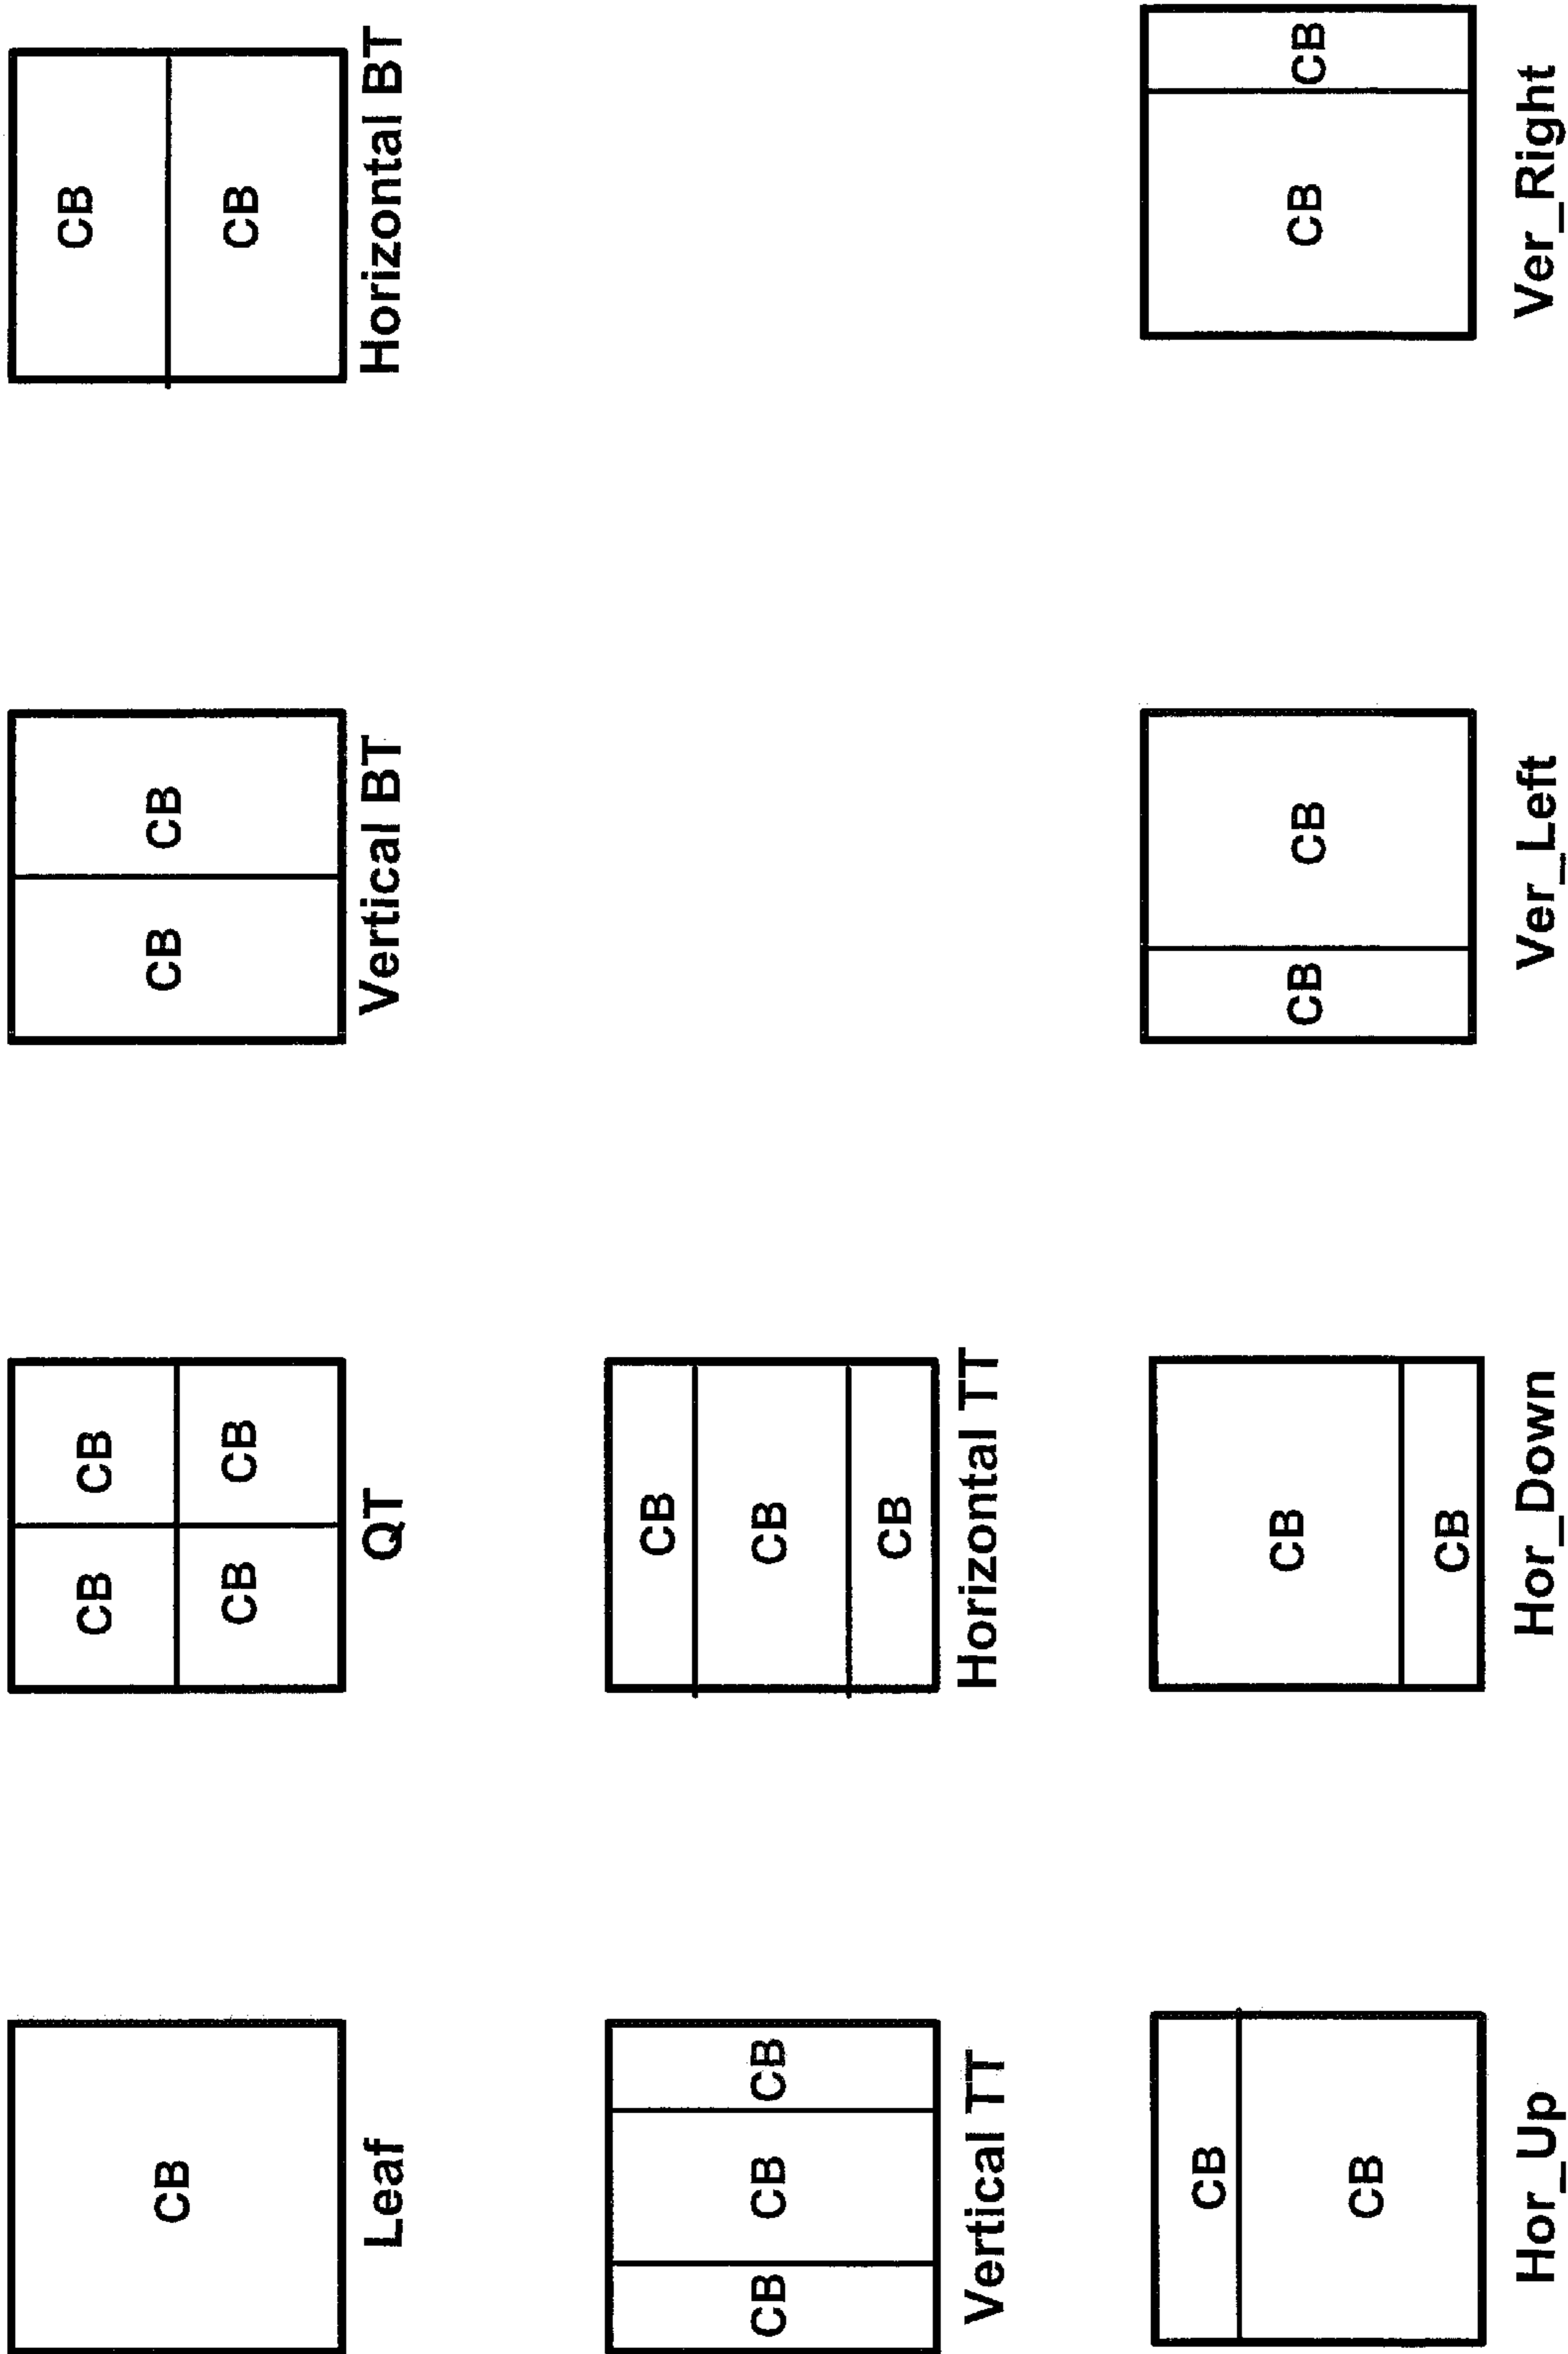 CB
Leaf
CB CB
CB CB
QT
CB CB
Vertical BT
CB
CB
Horizontal BT
CB CB CB
Vertical TT
CB
CB
CB
Horizontal TT
CB
CB
Hor_Up
CB
CB
Hor_Down
CB CB
Ver_Left
CB CB
Ver_Right